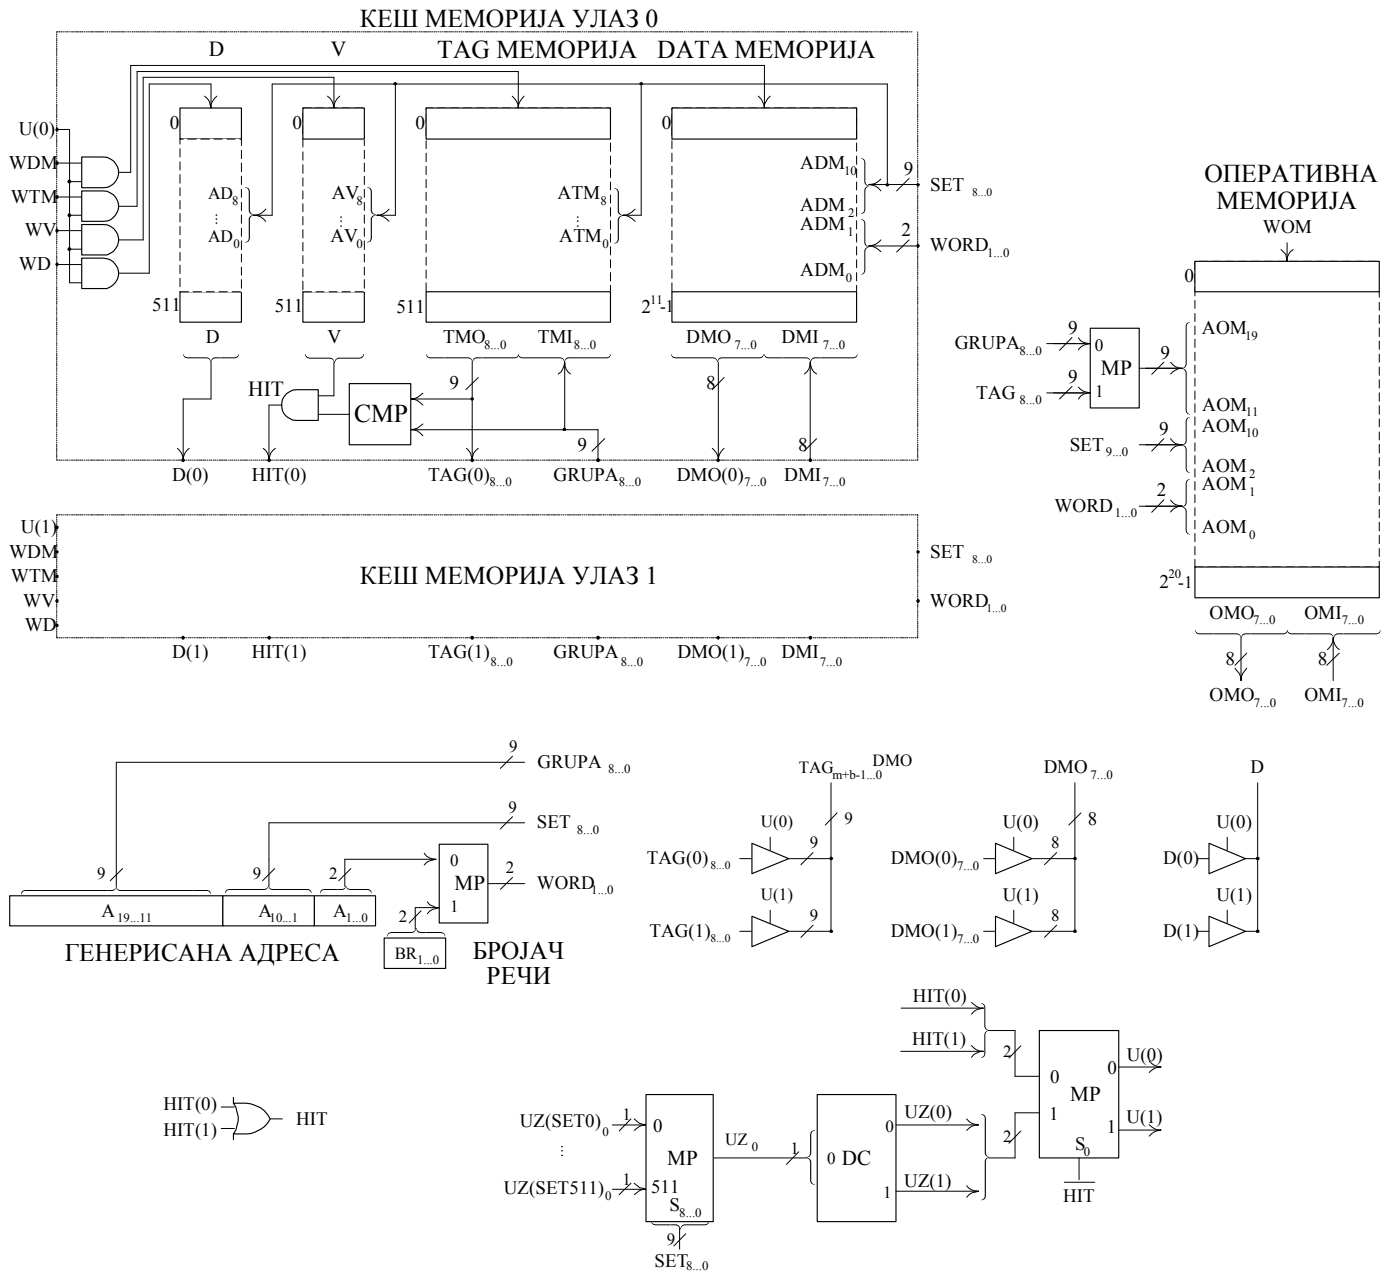 КЕШ МЕМОРИЈА УЛАЗ 0
D V TAG МЕМОРИЈА DATA МЕМОРИЈА
U(0)
WDM
WTM
WV
WD
0 0 0 0
AD8
...
AD0
AV8
...
AV0
ATM8
...
ATM0
ADM10
ADM2
ADM1
ADM0
9 SET 8...0
2 WORD1...0
511 511 511 2^11-1
D V TMO8...0 TMI8...0 DMO 7...0 DMI 7...0
HIT CMP 9 9 8 8
D(0) HIT(0) TAG(0)8...0 GRUPA8...0 DMO(0)7...0 DMI7...0
ОПЕРАТИВНА
МЕМОРИЈА
WOM
0
GRUPA8...0 9 0 MP 9
TAG 8...0 9 1
SET9...0 9
WORD1...0 2
AOM19
AOM11
AOM10
AOM2
AOM1
AOM0
2^20-1
OMO7...0 OMI7...0
8 8
OMO7...0 OMI7...0
U(1)
WDM
WTM
WV
WD
КЕШ МЕМОРИЈА УЛАЗ 1
SET 8...0
WORD1...0
D(1) HIT(1) TAG(1)8...0 GRUPA8...0 DMO(1)7...0 DMI7...0
9 GRUPA 8...0
9 SET 8...0
9 9 2 0 MP 1 2 WORD1...0
A 19...11 A10...1 A1...0 2
BR1...0
ГЕНЕРИСАНА АДРЕСА
БРОЈАЧ
РЕЧИ
TAGm+b-1...0 DMO
9
U(0)
TAG(0)8...0 9
U(1)
TAG(1)8...0 9
DMO7...0
8
U(0)
DMO(0)7...0 8
U(1)
DMO(1)7...0 8
D
U(0)
D(0)
U(1)
D(1)
HIT(0)
HIT(1)
HIT
UZ(SET0)0 1 0
...
UZ(SET511)0 1 511
MP
S8...0
9
SET8...0
UZ 0 1
0 DC
0 UZ(0)
1 UZ(1)
HIT(0)
HIT(1)
2 0
2 1
MP
S0
HIT
0 U(0)
1 U(1)